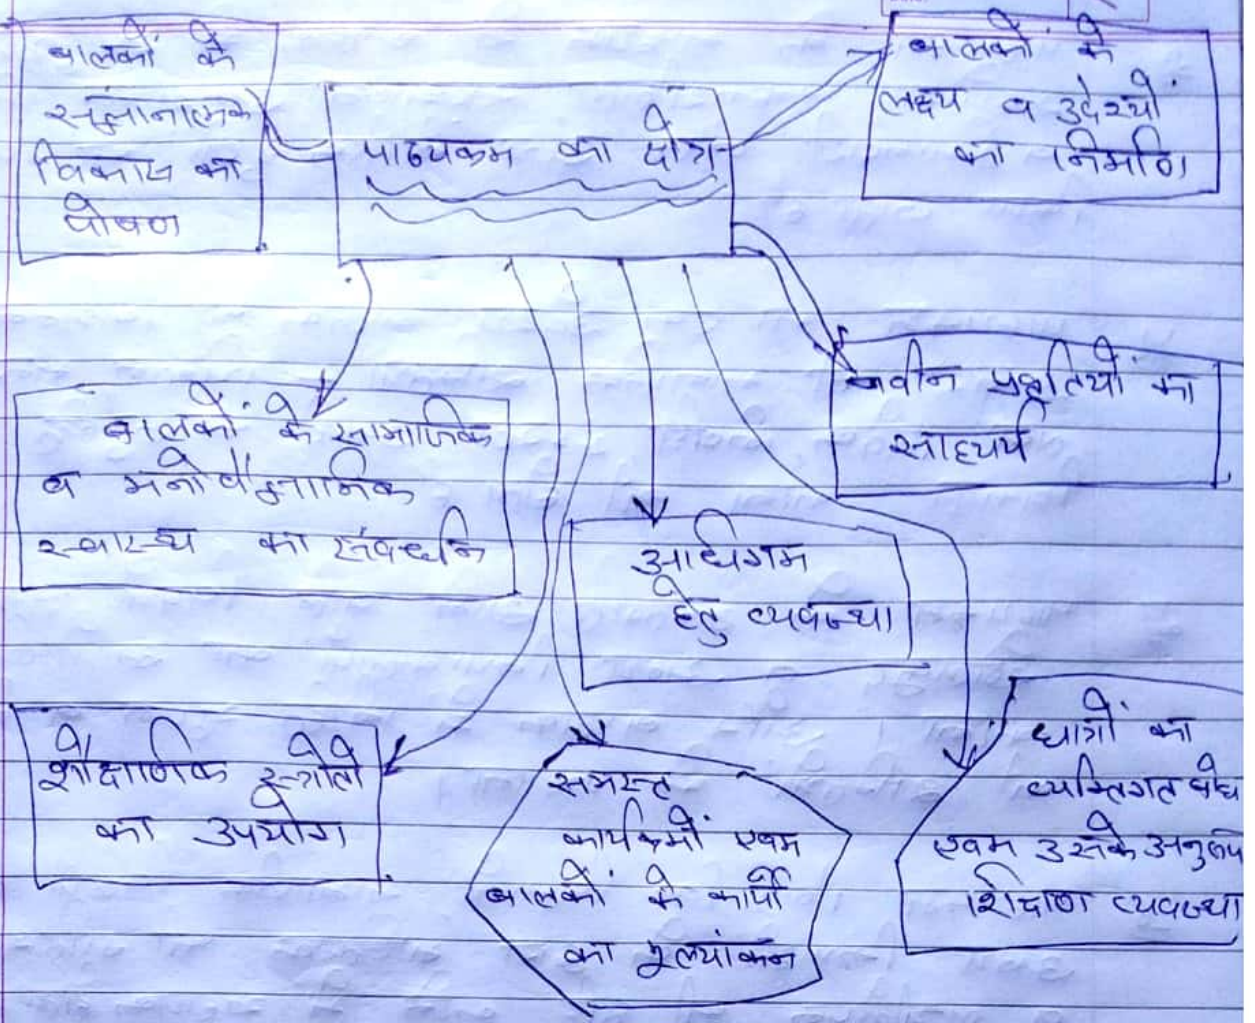 बालकों के
संज्ञानात्मक
विकास का
पोषण
पाठ्यक्रम का क्षेत्र
बालकों के
लक्ष्य व उद्देश्यों
का निर्माण
नवीन प्रवृतियों का
साहचर्य
बालकों के सामाजिक
व मनोवैज्ञानिक
स्वास्थ्य का संवर्धन
अधिगम
हेतु व्यवस्था
शैक्षणिक स्त्रोतो
का उपयोग
समस्त
कार्यक्रमों एवम
बालकों के कार्यो
का मूल्यांकन
छात्रों का
व्यक्तिगत बोध
एवम उसके अनुरूप
शिक्षण व्यवस्था